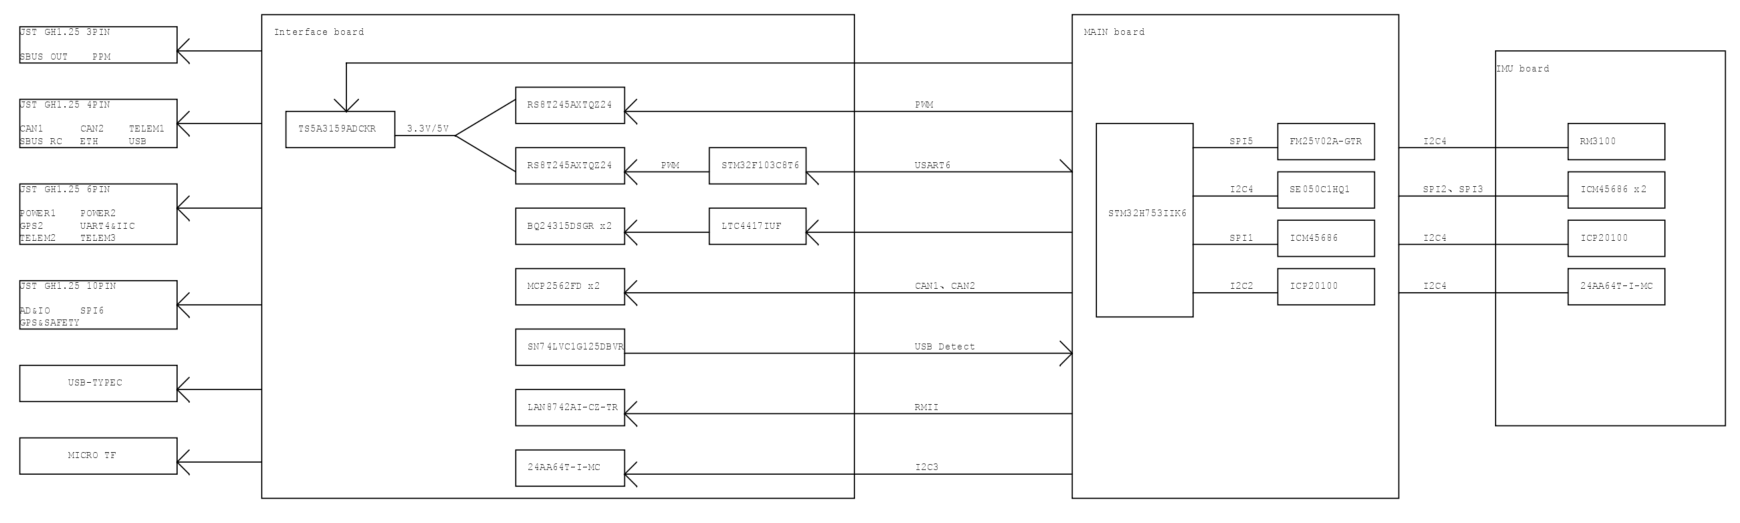 JST GH1.25 3PIN
SBUS OUT PPM
JST GH1.25 4PIN
CAN1 CAN2 TELEM1
SBUS RC ETH USB
JST GH1.25 6PIN
POWER1 POWER2
GPS2 UART4&IIC
TELEM2 TELEM3
JST GH1.25 10PIN
AD&IO SPI6
GPS&SAFETY
USB-TYPEC
MICRO TF
Interface board
TS5A3159ADCKR
3.3V/5V
RS8T245AXTQZ24
PWM
RS8T245AXTQZ24
PWM
STM32F103C8T6
USART6
BQ24315DSGR x2
LTC4417IUF
MCP2562FD x2
CAN1、CAN2
SN74LVC1G125DBVR
USB Detect
LAN8742AI-CZ-TR
RMII
24AA64T-I-MC
I2C3
MAIN board
STM32H753IIK6
SPI5
FM25V02A-GTR
I2C4
SE050C1HQ1
SPI1
ICM45686
I2C2
ICP20100
I2C4
SPI2、SPI3
I2C4
I2C4
IMU board
RM3100
ICM45686 x2
ICP20100
24AA64T-I-MC